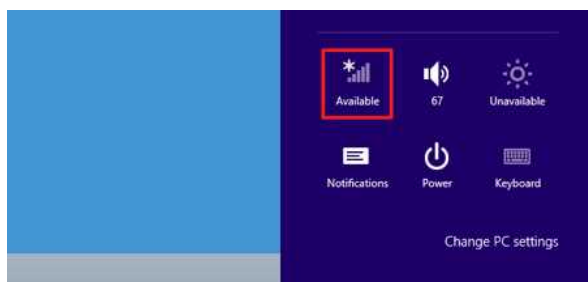 Available 67 Unavailable
Notifications Power Keyboard
Change PC settings